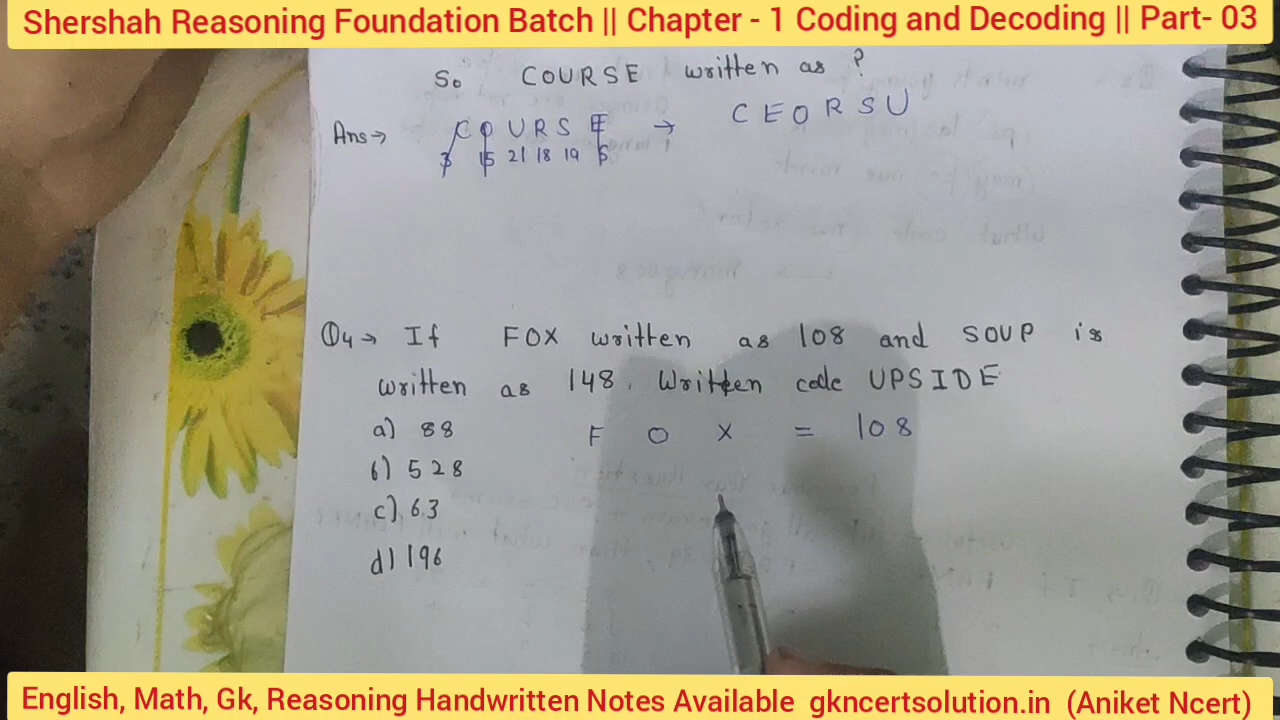 Shershah Reasoning Foundation Batch || Chapter - 1 Coding and Decoding || Part- 03
So COURSE written as ?
Ans→ COURSE → CEORSU
3 15 21 18 19 5
Q4→ If FOX written as 108 and SOUP is
written as 148. Written code UPSIDE
a) 88 F O X = 108
b) 528
c) 63
d) 196
English, Math, Gk, Reasoning Handwritten Notes Available gkncertsolution.in (Aniket Ncert)